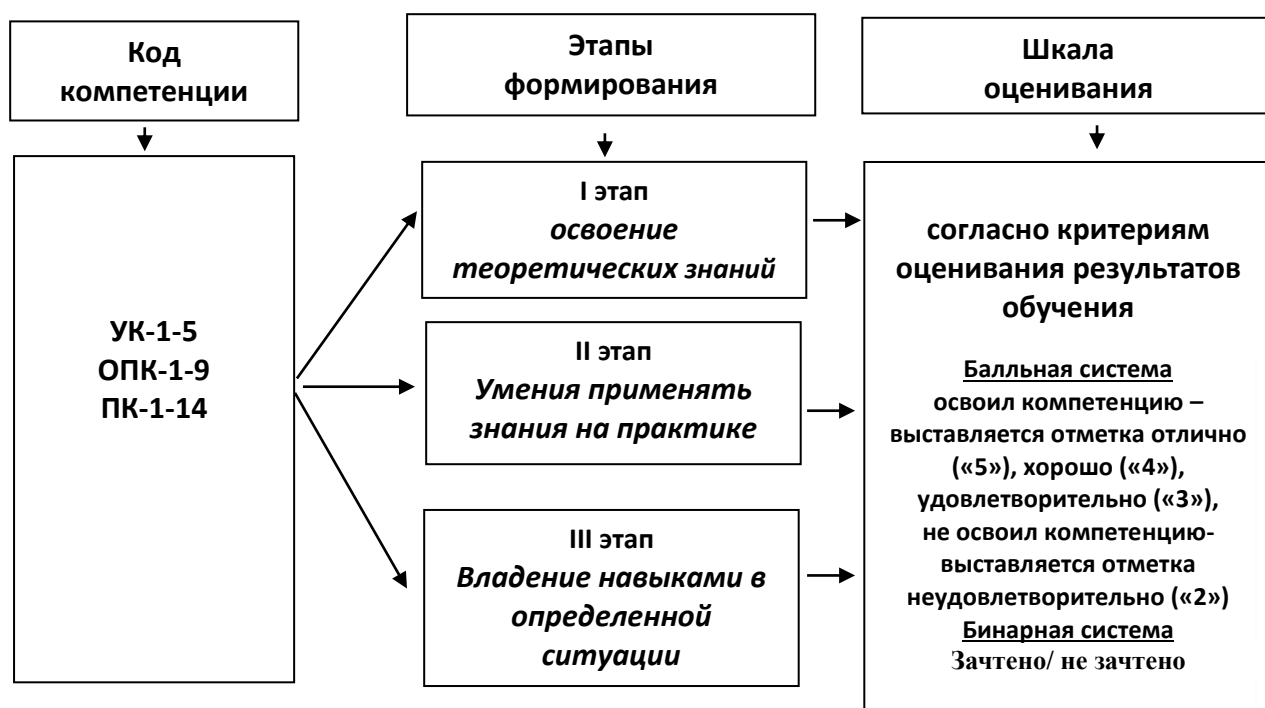 Код
компетенции
Этапы
формирования
Шкала
оценивания
УК-1-5
ОПК-1-9
ПК-1-14
I этап
освоение
теоретических знаний
II этап
Умения применять
знания на практике
III этап
Владение навыками в
определенной
ситуации
согласно критериям
оценивания результатов
обучения
Балльная система
освоил компетенцию –
выставляется отметка отлично
(«5»), хорошо («4»),
удовлетворительно («3»),
не освоил компетенцию-
выставляется отметка
неудовлетворительно («2»)
Бинарная система
Зачтено/ не зачтено